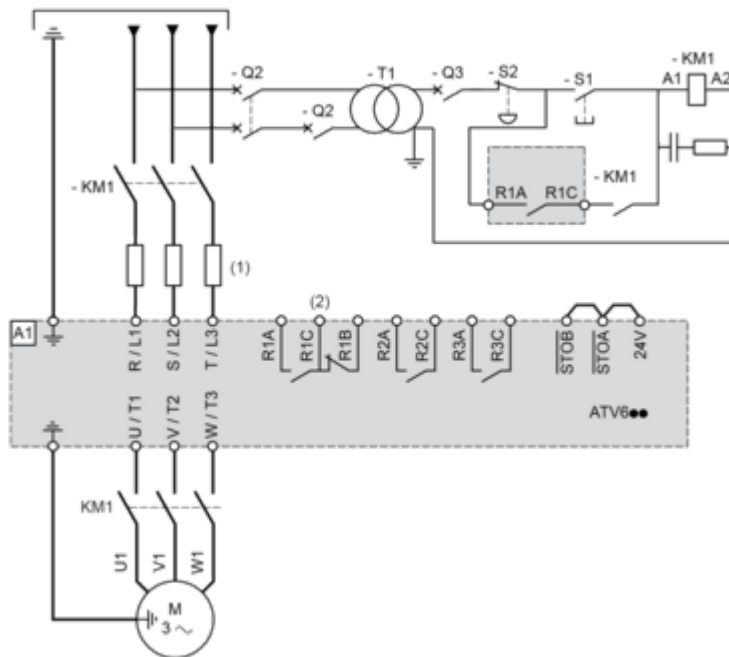 - Q2
- T1
- Q3
- S2
- S1
- KM1
A1
A2
- Q2
- KM1
R1A
R1C
- KM1
(1)
(2)
A1
R / L1
S / L2
T / L3
R1A
R1C
R1B
R2A
R2C
R3A
R3C
STOB
STOA
24V
U / T1
V / T2
W / T3
ATV6●●
KM1
U1
V1
W1
M
3 ~